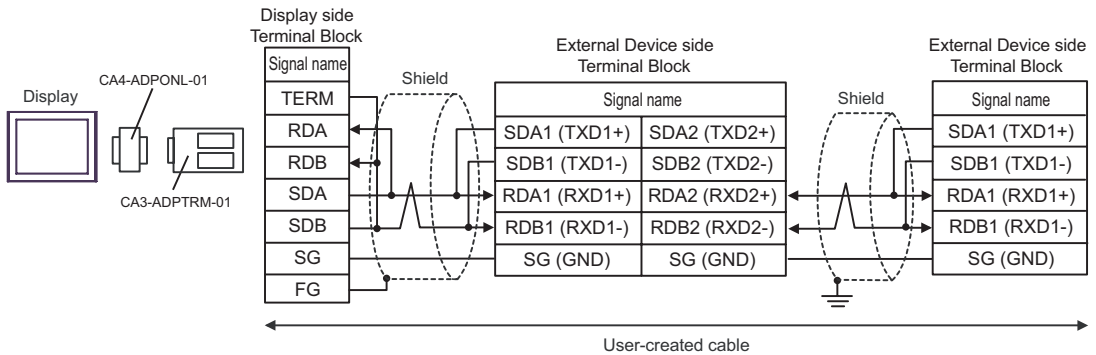 Display
CA4-ADPONL-01
CA3-ADPTRM-01
Display side
Terminal Block
Signal name
TERM
RDA
RDB
SDA
SDB
SG
FG
Shield
External Device side
Terminal Block
Signal name
SDA1 (TXD1+) SDA2 (TXD2+)
SDB1 (TXD1-) SDB2 (TXD2-)
RDA1 (RXD1+) RDA2 (RXD2+)
RDB1 (RXD1-) RDB2 (RXD2-)
SG (GND) SG (GND)
Shield
External Device side
Terminal Block
Signal name
SDA1 (TXD1+)
SDB1 (TXD1-)
RDA1 (RXD1+)
RDB1 (RXD1-)
SG (GND)
User-created cable